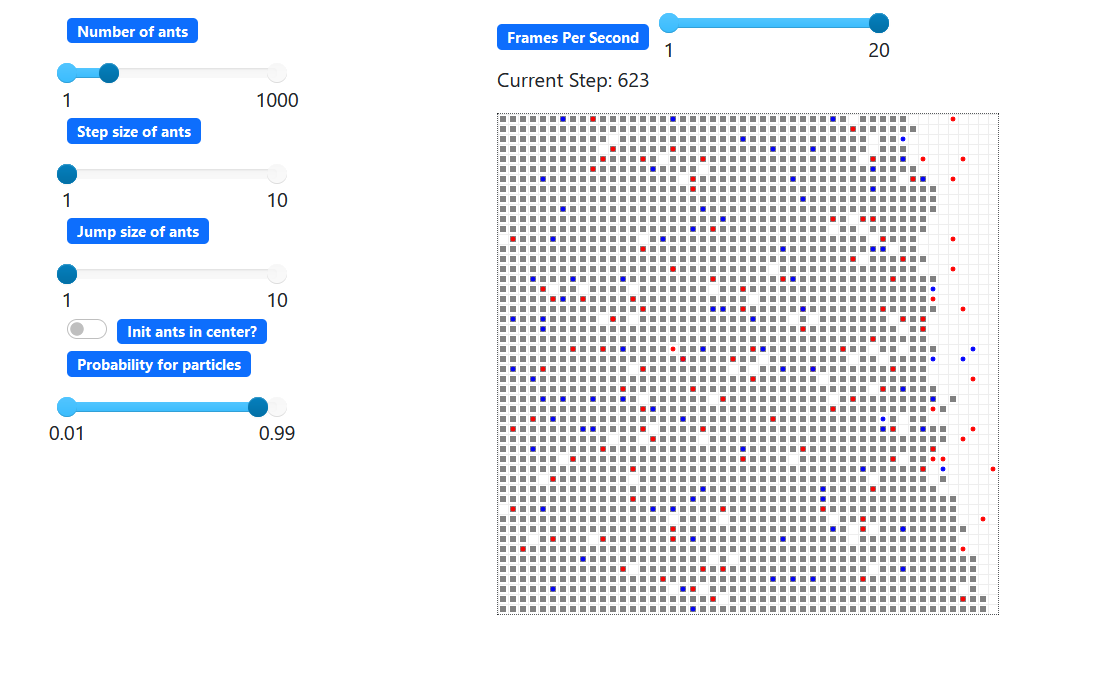 Number of ants
1 1000
Step size of ants
1 10
Jump size of ants
1 10
Init ants in center?
Probability for particles
0.01 0.99
Frames Per Second
1 20
Current Step: 623